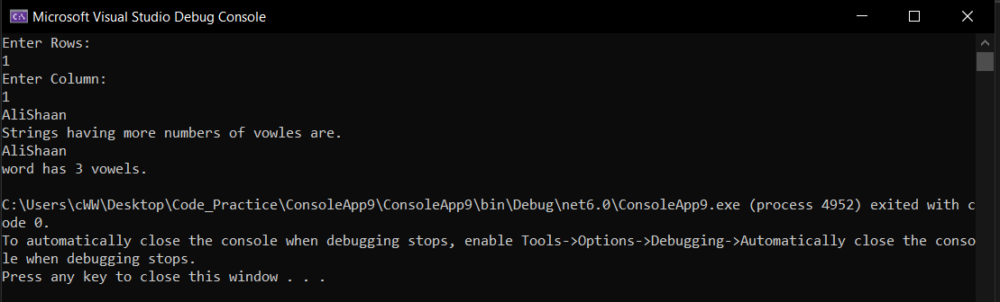 Microsoft Visual Studio Debug Console
Enter Rows:
1
Enter Column:
1
AliShaan
Strings having more numbers of vowles are.
AliShaan
word has 3 vowels.
C:\Users\cWW\Desktop\Code_Practice\ConsoleApp9\ConsoleApp9\bin\Debug\net6.0\ConsoleApp9.exe (process 4952) exited with c
ode 0.
To automatically close the console when debugging stops, enable Tools->Options->Debugging->Automatically close the conso
le when debugging stops.
Press any key to close this window . . .